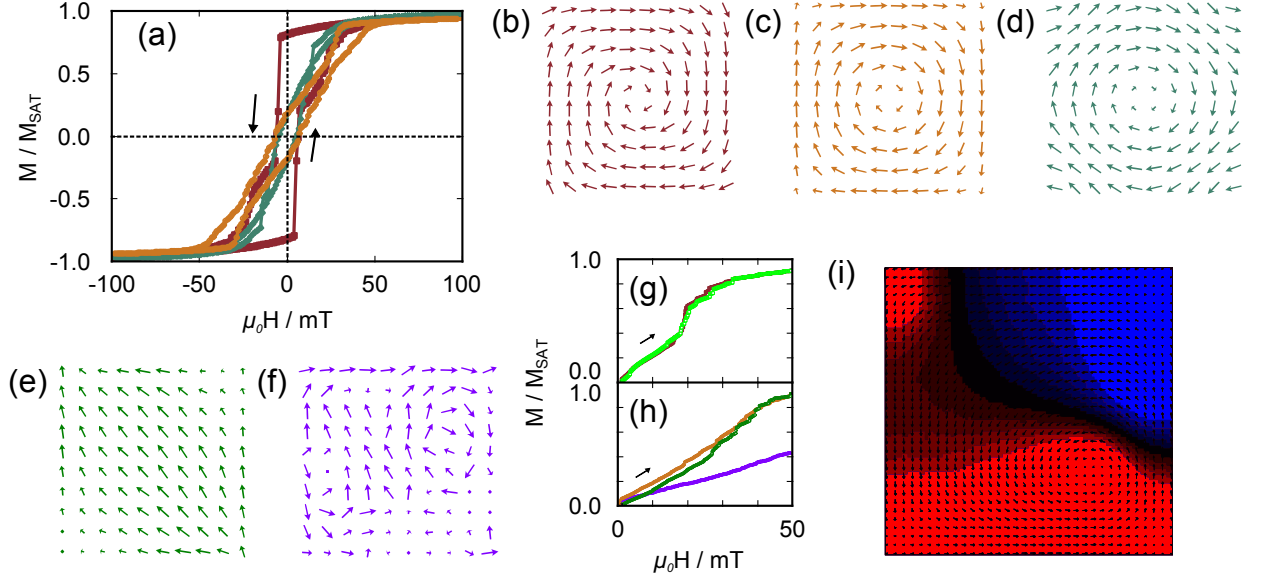 (a)
1.0
0.5
0.0
-0.5
-1.0
M / M_SAT
-100
-50
0
50
100
μ₀H / mT
(b)
(c)
(d)
(e)
(f)
(g)
1.0
0.0
(h)
1.0
0.0
M / M_SAT
0
50
μ₀H / mT
(i)